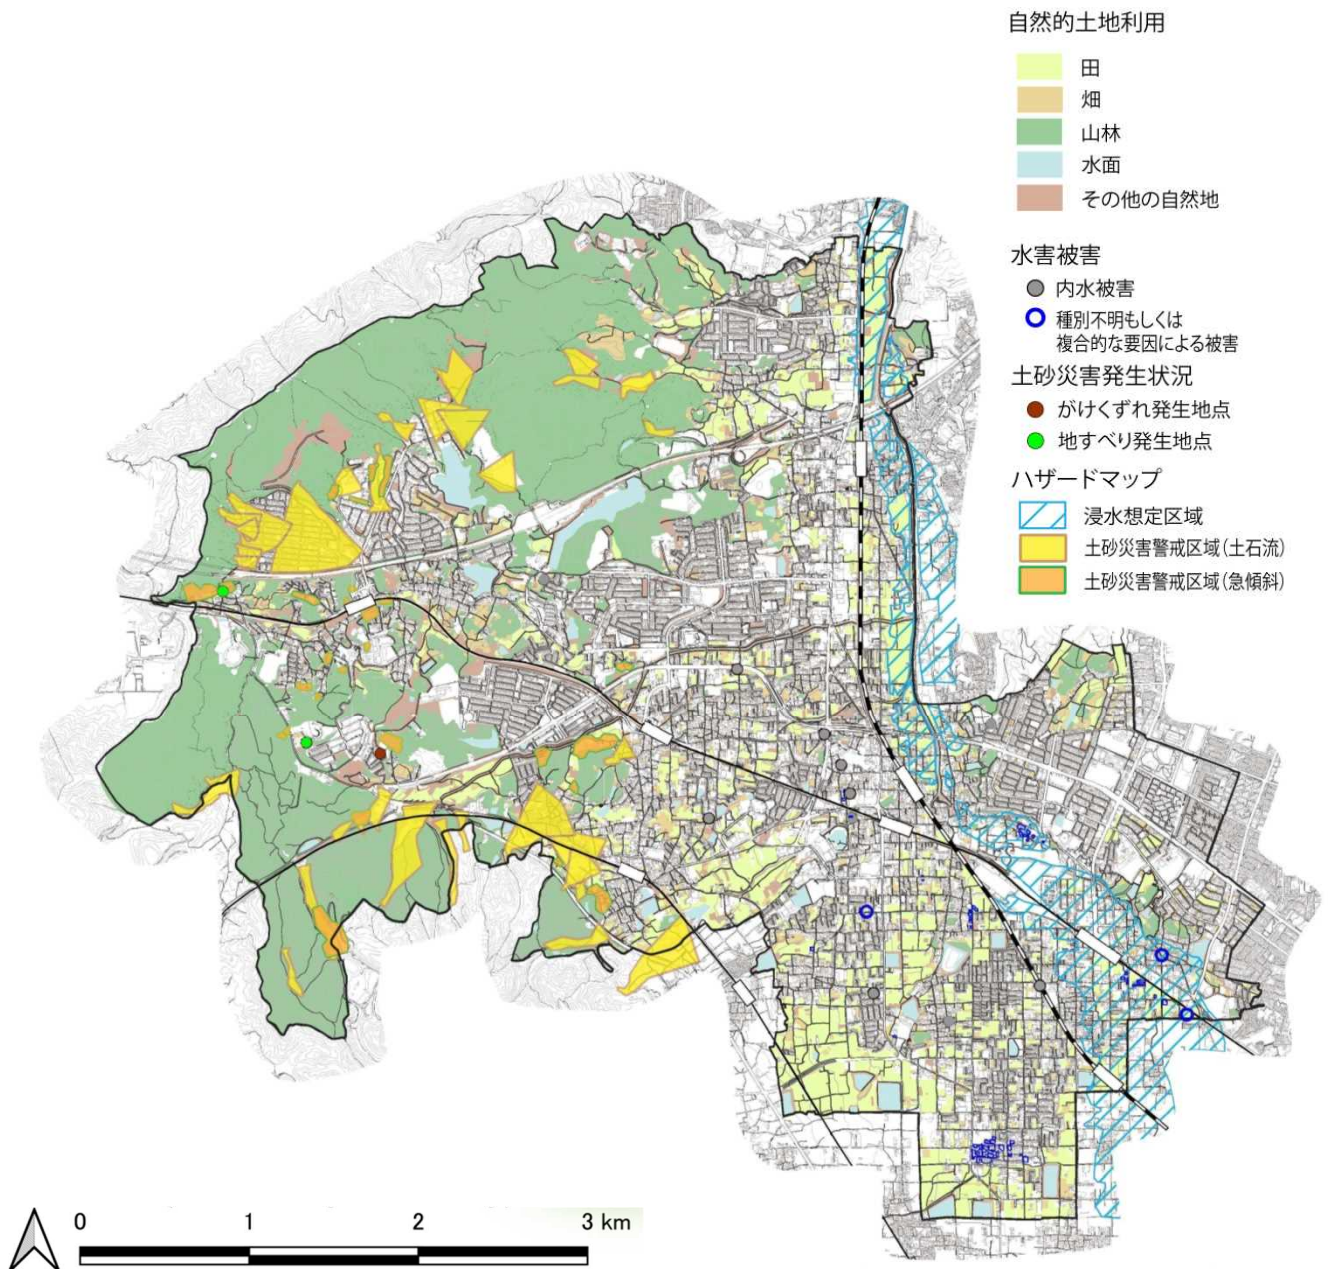 自然的土地利用
田
畑
山林
水面
その他の自然地
水害被害
内水被害
種別不明もしくは
複合的な要因による被害
土砂災害発生状況
がけくずれ発生地点
地すべり発生地点
ハザードマップ
浸水想定区域
土砂災害警戒区域(土石流)
土砂災害警戒区域(急傾斜)
0 1 2 3 km